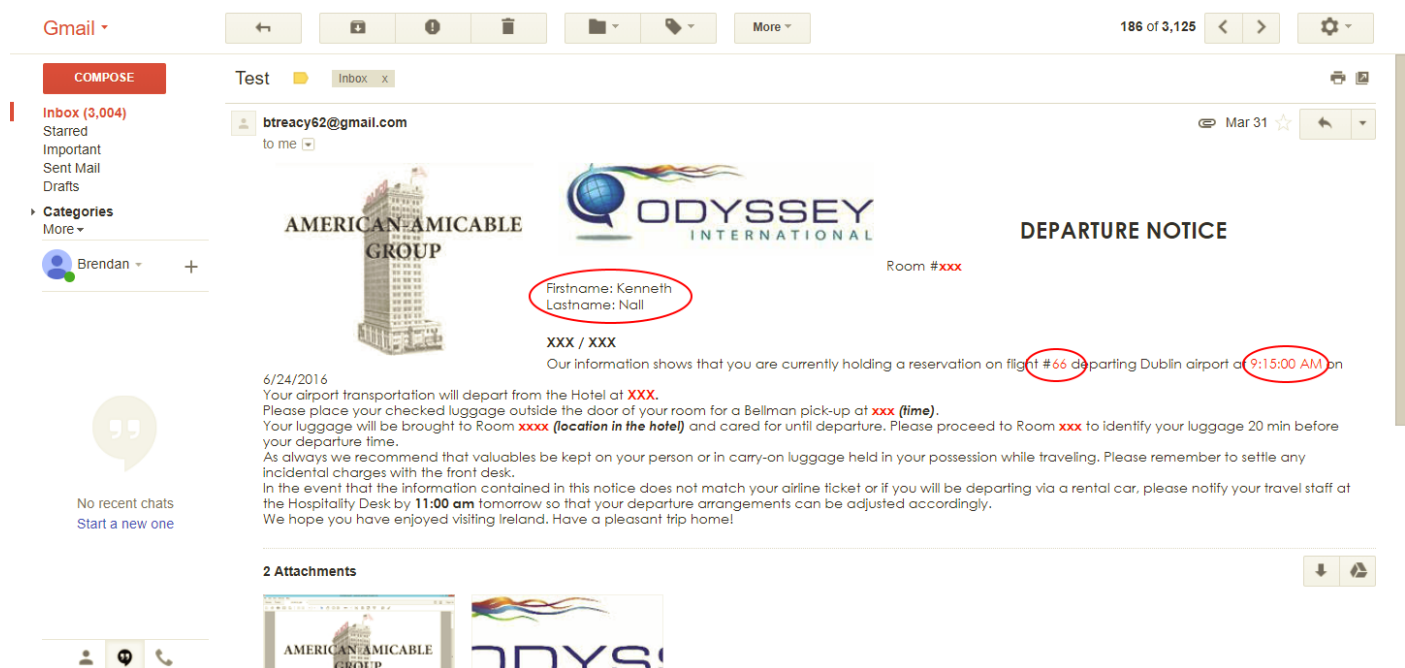 Gmail
More
186 of 3,125
COMPOSE
Test
Inbox x
Inbox (3,004)
Starred
Important
Sent Mail
Drafts
Categories
More
Brendan
No recent chats
Start a new one
btreacy62@gmail.com
Mar 31
to me
AMERICAN-AMICABLE
GROUP
ODYSSEY
INTERNATIONAL
DEPARTURE NOTICE
Room #xxx
Firstname: Kenneth
Lastname: Nall
XXX / XXX
Our information shows that you are currently holding a reservation on flight #66 departing Dublin airport at 9:15:00 AM on
6/24/2016
Your airport transportation will depart from the Hotel at XXX.
Please place your checked luggage outside the door of your room for a Bellman pick-up at xxx (time).
Your luggage will be brought to Room xxxx (location in the hotel) and cared for until departure. Please proceed to Room xxx to identify your luggage 20 min before
your departure time.
As always we recommend that valuables be kept on your person or in carry-on luggage held in your possession while traveling. Please remember to settle any
incidental charges with the front desk.
In the event that the information contained in this notice does not match your airline ticket or if you will be departing via a rental car, please notify your travel staff at
the Hospitality Desk by 11:00 am tomorrow so that your departure arrangements can be adjusted accordingly.
We hope you have enjoyed visiting Ireland. Have a pleasant trip home!
2 Attachments
AMERICAN-AMICABLE
GROUP
ODYSS